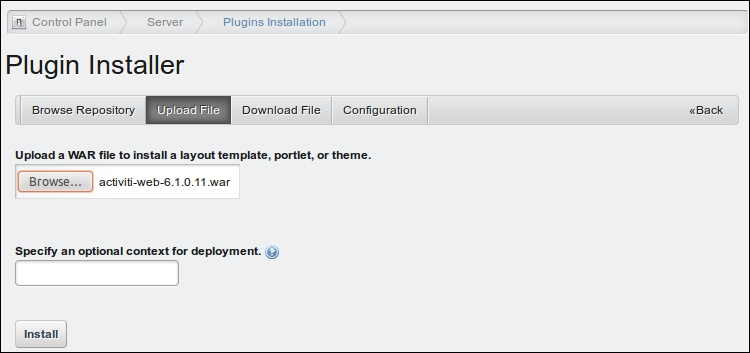 Control Panel Server Plugins Installation
Plugin Installer
Browse Repository Upload File Download File Configuration «Back
Upload a WAR file to install a layout template, portlet, or theme.
Browse... activiti-web-6.1.0.11.war
Specify an optional context for deployment. ?
Install